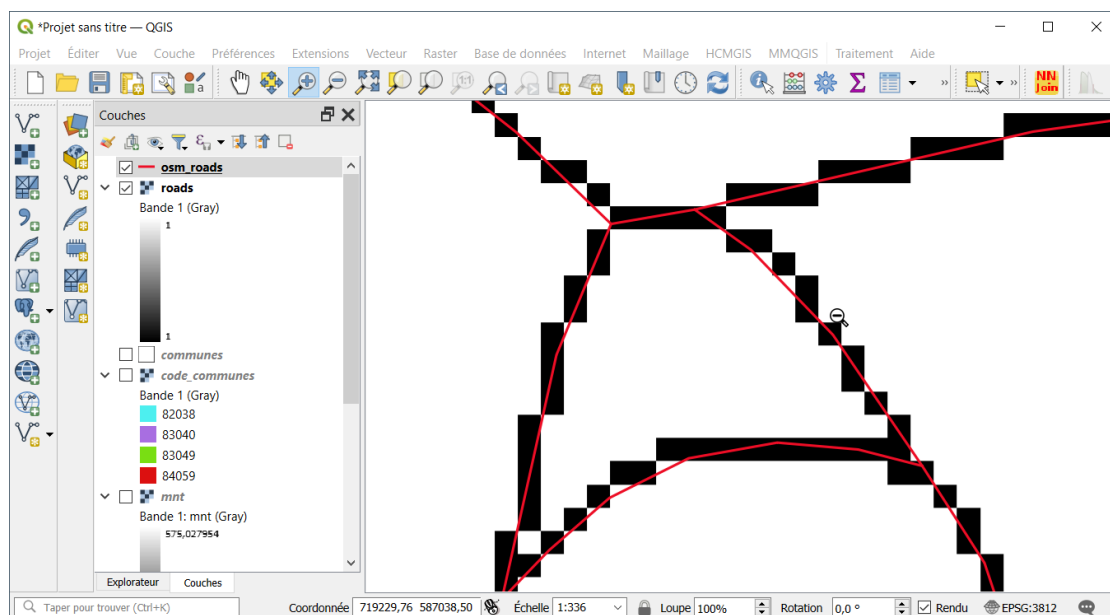 *Projet sans titre — QGIS
Projet Éditer Vue Couche Préférences Extensions Vecteur Raster Base de données Internet Maillage HCMGIS MMQGIS Traitement Aide
a 1:1 ε Σ » » NN Join
Couches
osm_roads
roads
Bande 1 (Gray)
1
1
communes
code_communes
Bande 1 (Gray)
82038
83040
83049
84059
mnt
Bande 1: mnt (Gray)
575,027954
Explorateur Couches
Taper pour trouver (Ctrl+K) Coordonnée 719229,76 587038,50 Échelle 1:336 Loupe 100% Rotation 0,0 ° Rendu EPSG:3812